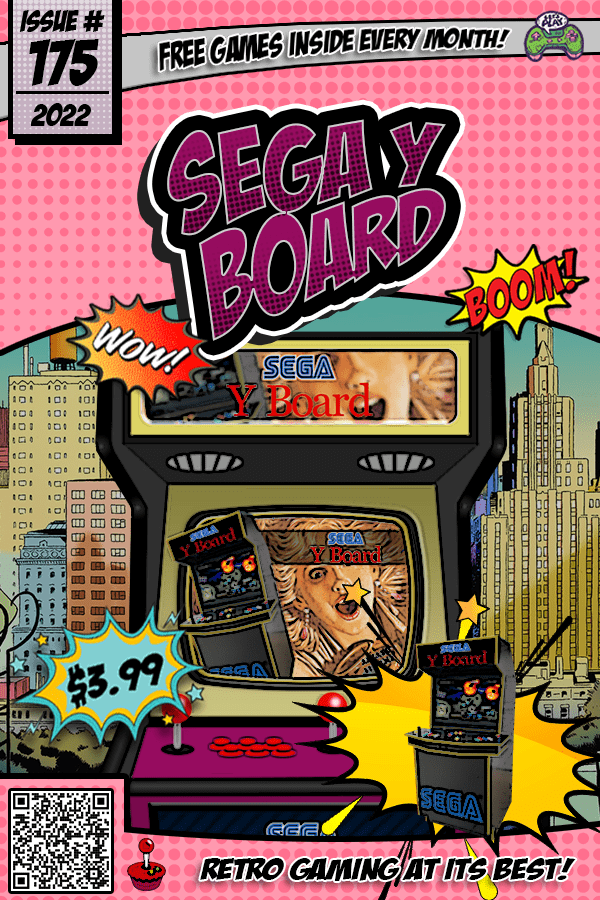 ISSUE #
175
2022
FREE GAMES INSIDE EVERY MONTH!
SEGA Y
BOARD
BOOM!
WOW!
SEGA
Y Board
SEGA
Y Board
Y Board
SEGA
$3.99
SEGA
Y Board
SEGA
SEGA
RETRO GAMING AT ITS BEST!